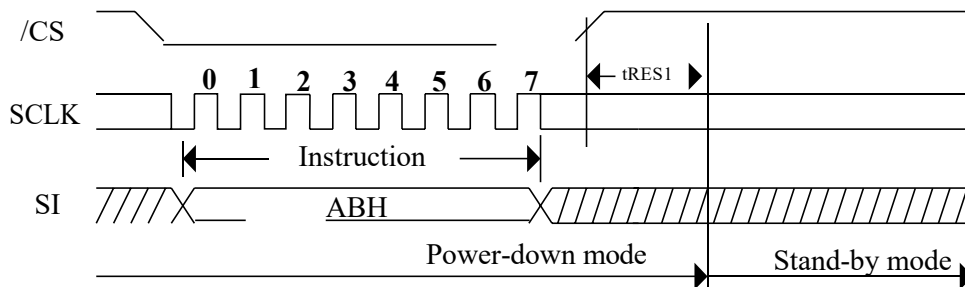 /CS
tRES1
0 1 2 3 4 5 6 7
SCLK
Instruction
SI
ABH
Power-down mode
Stand-by mode